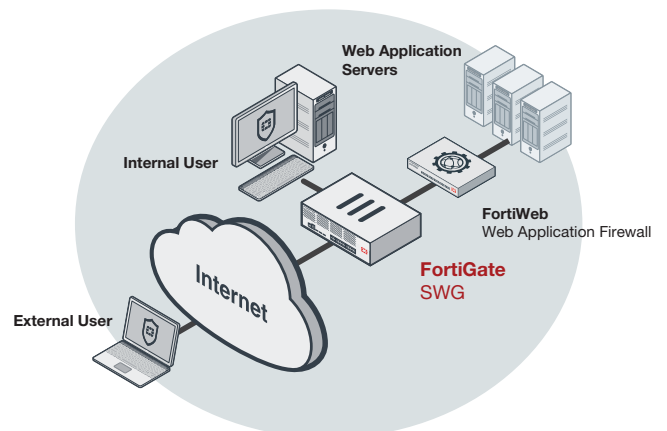 Web Application
Servers
Internal User
FortiWeb
Web Application Firewall
FortiGate
SWG
Internet
External User